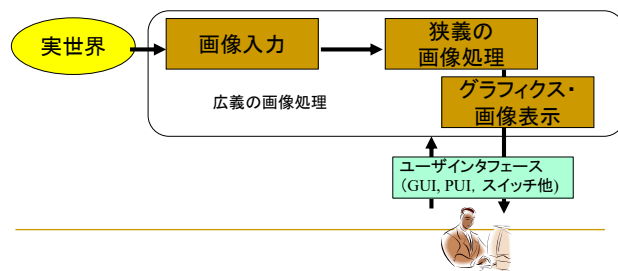 実世界
画像入力
狭義の
画像処理
グラフィクス・
画像表示
広義の画像処理
ユーザインタフェース
(GUI, PUI, スイッチ他)